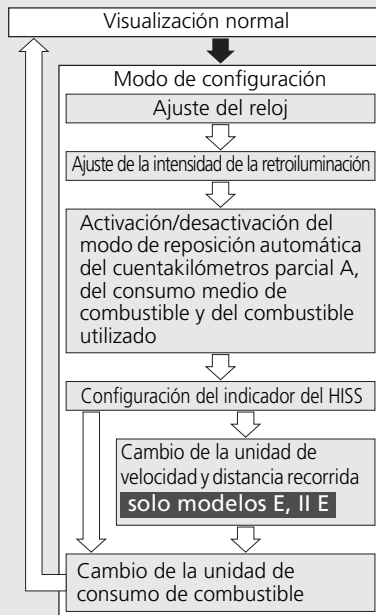 Visualización normal
Modo de configuración
Ajuste del reloj
Ajuste de la intensidad de la retroiluminación
Activación/desactivación del
modo de reposición automática
del cuentakilómetros parcial A,
del consumo medio de
combustible y del combustible
utilizado
Configuración del indicador del HISS
Cambio de la unidad de
velocidad y distancia recorrida
solo modelos E, II E
Cambio de la unidad de
consumo de combustible